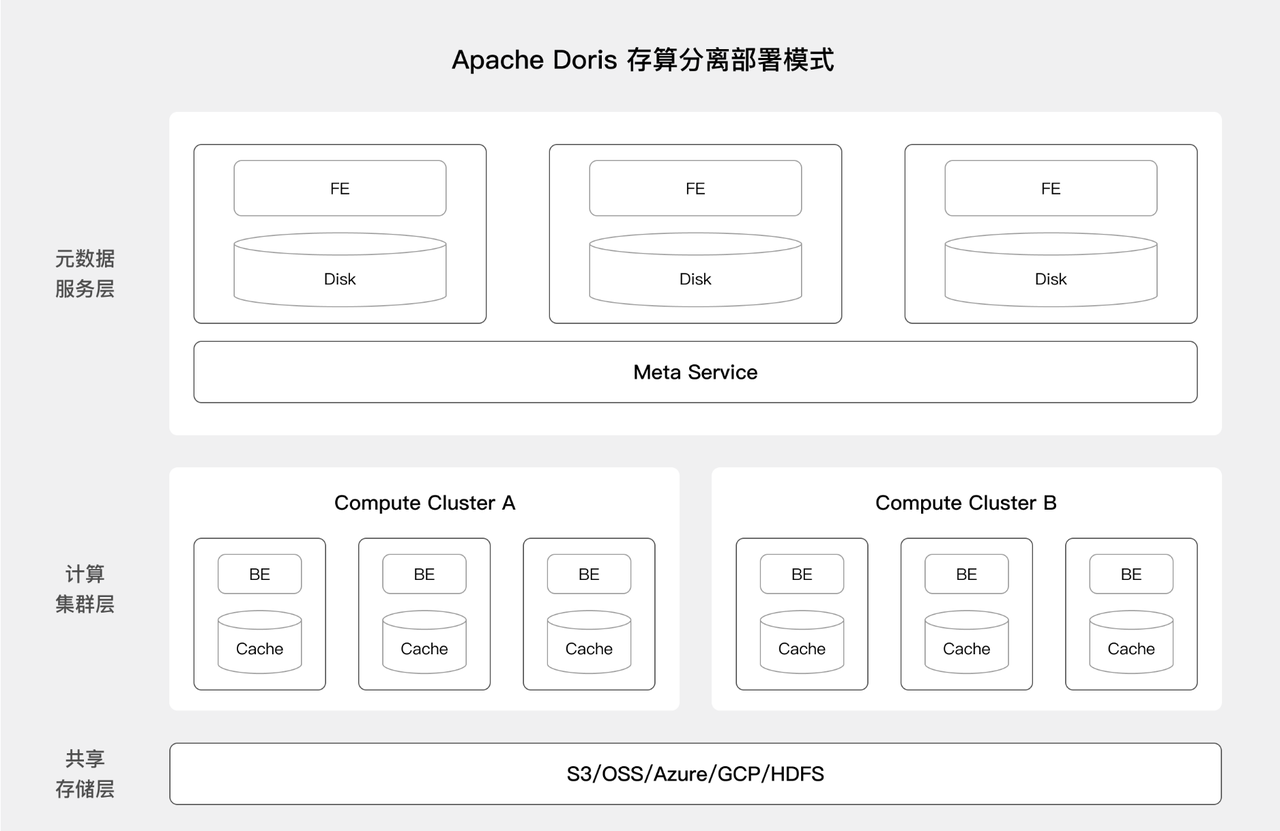 Apache Doris 存算分离部署模式
元数据
服务层
FE
FE
FE
Disk
Disk
Disk
Meta Service
计算
集群层
Compute Cluster A
BE
BE
BE
Cache
Cache
Cache
Compute Cluster B
BE
BE
BE
Cache
Cache
Cache
共享
存储层
S3/OSS/Azure/GCP/HDFS